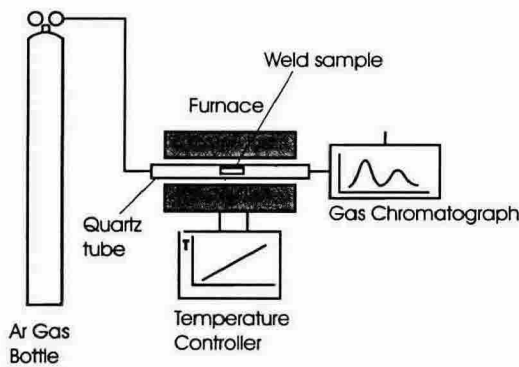 Weld sample
Furnace
Quartz
tube
Gas Chromatograph
T
Temperature
Controller
Ar Gas
Bottle